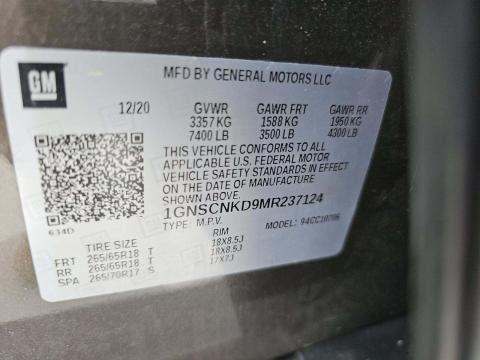 GM
MFD BY GENERAL MOTORS LLC
12/20 GVWR GAWR FRT GAWR RR
3357 KG 1588 KG 1950 KG
7400 LB 3500 LB 4300 LB
THIS VEHICLE CONFORMS TO ALL
APPLICABLE U.S. FEDERAL MOTOR
VEHICLE SAFETY STANDARDS IN EFFECT
ON THE DATE OF MANUFACTURE
SHOWN ABOVE.
1GNSCNKD9MR237124
634D TYPE: M.P.V.
TIRE SIZE RIM
FRT 265/65R18 T 18X8.5J
RR 265/65R18 T 18X8.5J
SPA 265/70R17 S 17X7J